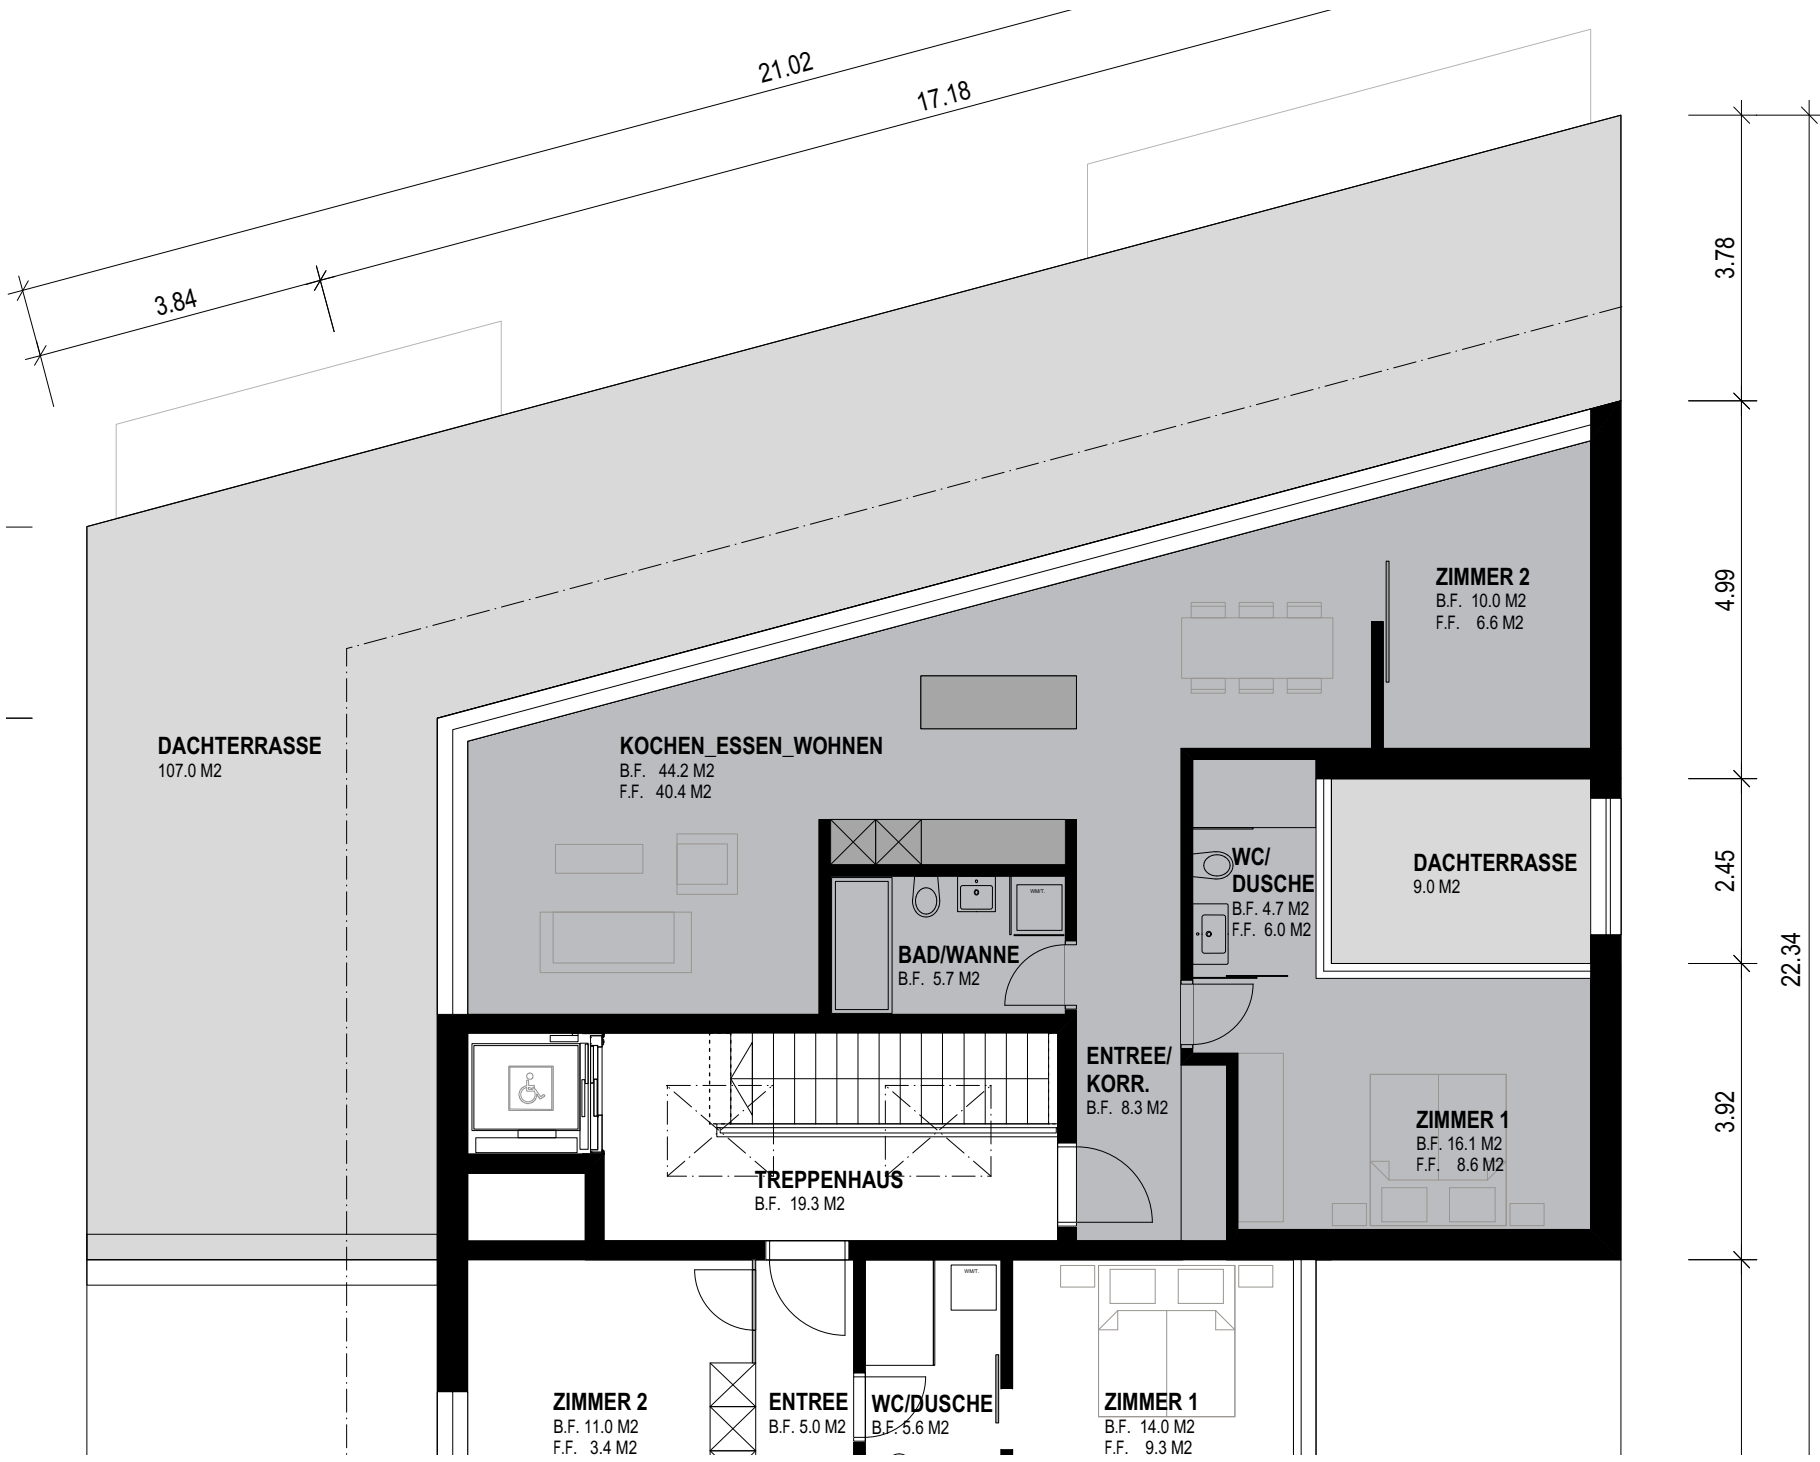 21.02
17.18
3.84
3.78
4.99
2.45
3.92
22.34
ZIMMER 2
B.F. 10.0 M2
F.F. 6.6 M2
DACHTERRASSE
107.0 M2
KOCHEN_ESSEN_WOHNEN
B.F. 44.2 M2
F.F. 40.4 M2
WC/
DUSCHE
B.F. 4.7 M2
F.F. 6.0 M2
DACHTERRASSE
9.0 M2
WM/T.
BAD/WANNE
B.F. 5.7 M2
ENTREE/
KORR.
B.F. 8.3 M2
ZIMMER 1
B.F. 16.1 M2
F.F. 8.6 M2
TREPPENHAUS
B.F. 19.3 M2
WM/T.
ZIMMER 2
B.F. 11.0 M2
F.F. 3.4 M2
ENTREE
B.F. 5.0 M2
WC/DUSCHE
B.F. 5.6 M2
ZIMMER 1
B.F. 14.0 M2
F.F. 9.3 M2